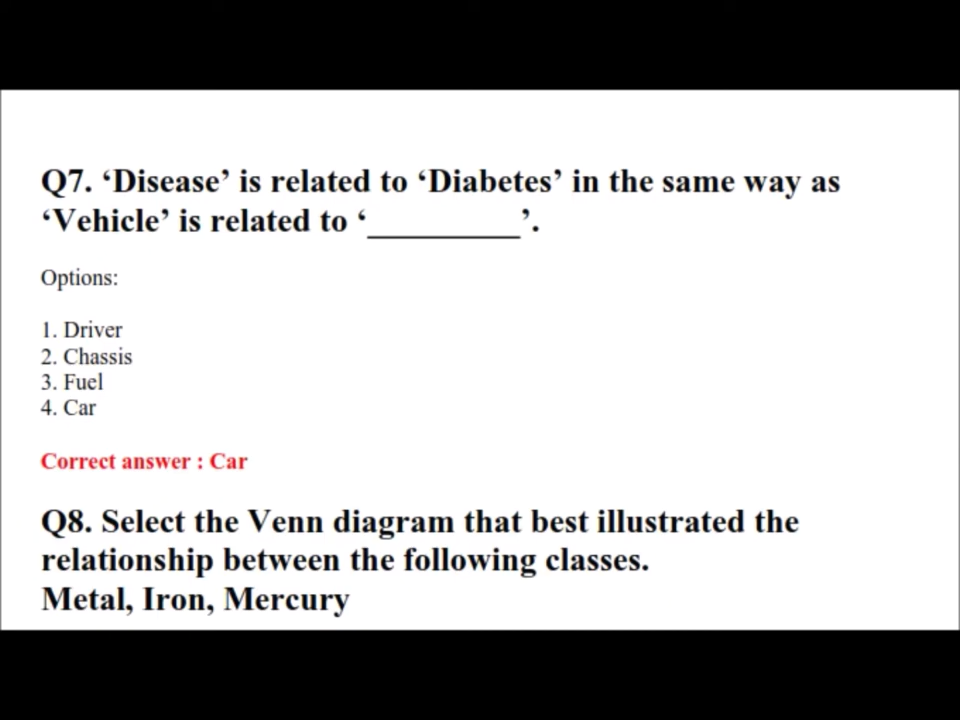 Q7. ‘Disease’ is related to ‘Diabetes’ in the same way as
‘Vehicle’ is related to ‘_________’.
Options:
1. Driver
2. Chassis
3. Fuel
4. Car
Correct answer : Car
Q8. Select the Venn diagram that best illustrated the
relationship between the following classes.
Metal, Iron, Mercury